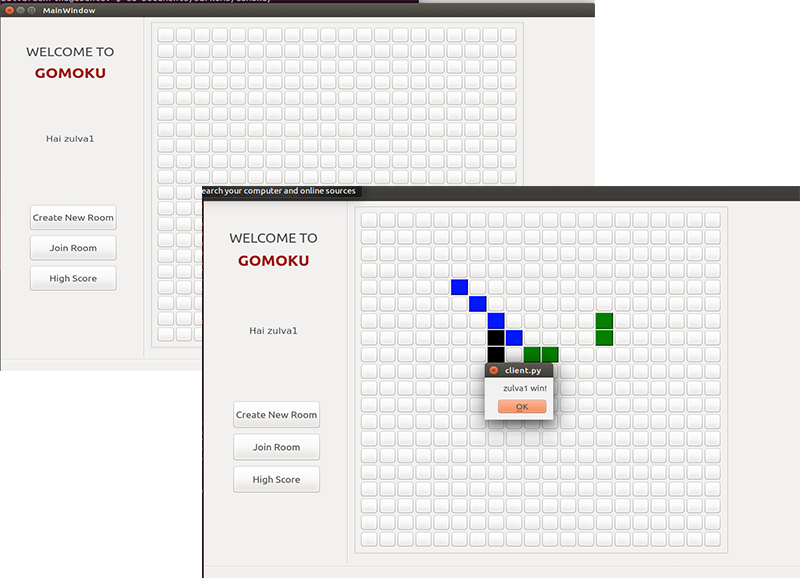 MainWindow
WELCOME TO
GOMOKU
Hai zulva1
Create New Room
Join Room
High Score
earch your computer and online sources
WELCOME TO
GOMOKU
Hai zulva1
Create New Room
Join Room
High Score
client.py
zulva1 win!
OK